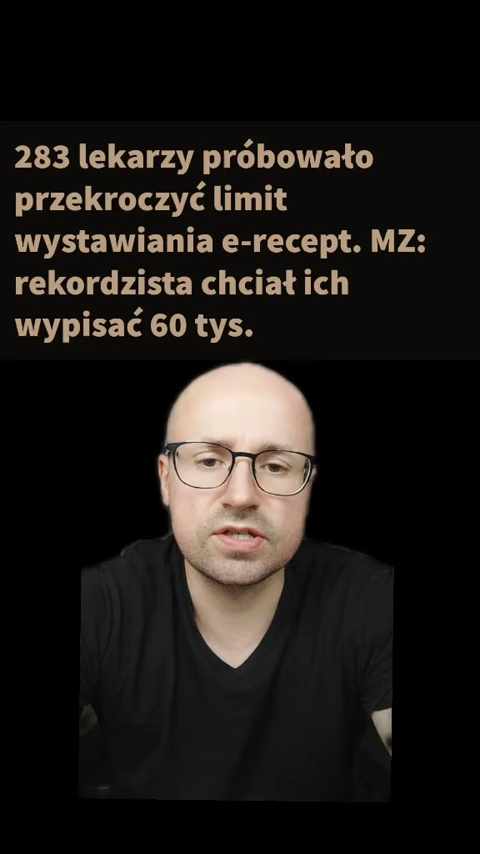 283 lekarzy próbowało
przekroczyć limit
wystawiania e-recept. MZ:
rekordzista chciał ich
wypisać 60 tys.